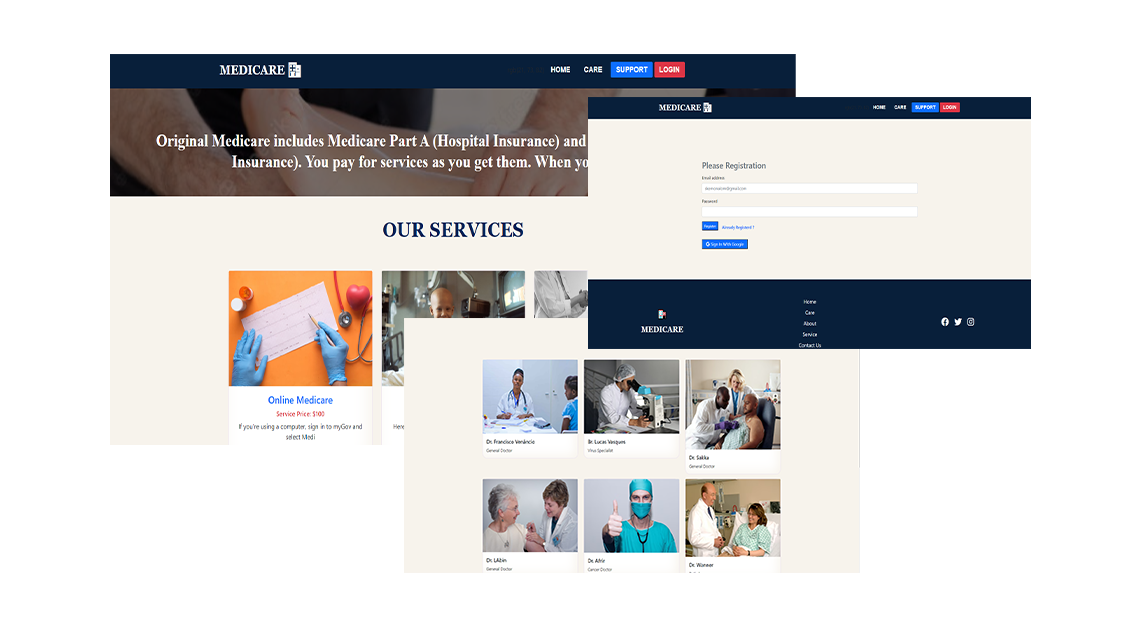 MEDICARE
HOME CARE SUPPORT LOGIN
Original Medicare includes Medicare Part A (Hospital Insurance) and
Insurance). You pay for services as you get them. When yo
OUR SERVICES
Online Medicare
Service Price: $100
If you're using a computer, sign in to myGov and
select Medi
Here
MEDICARE
HOME CARE SUPPORT LOGIN
Please Registration
Email address
Password
Register Already Registerd ?
G Sign In With Google
MEDICARE
Home
Care
About
Service
Contact Us
Dr. Francisco Venâncio
General Doctor
Dr. Lucas Vasques
Virus Specialist
Dr. Sakka
General Doctor
Dr. LAbim
General Doctor
Dr. Afrir
Cancer Doctor
Dr.